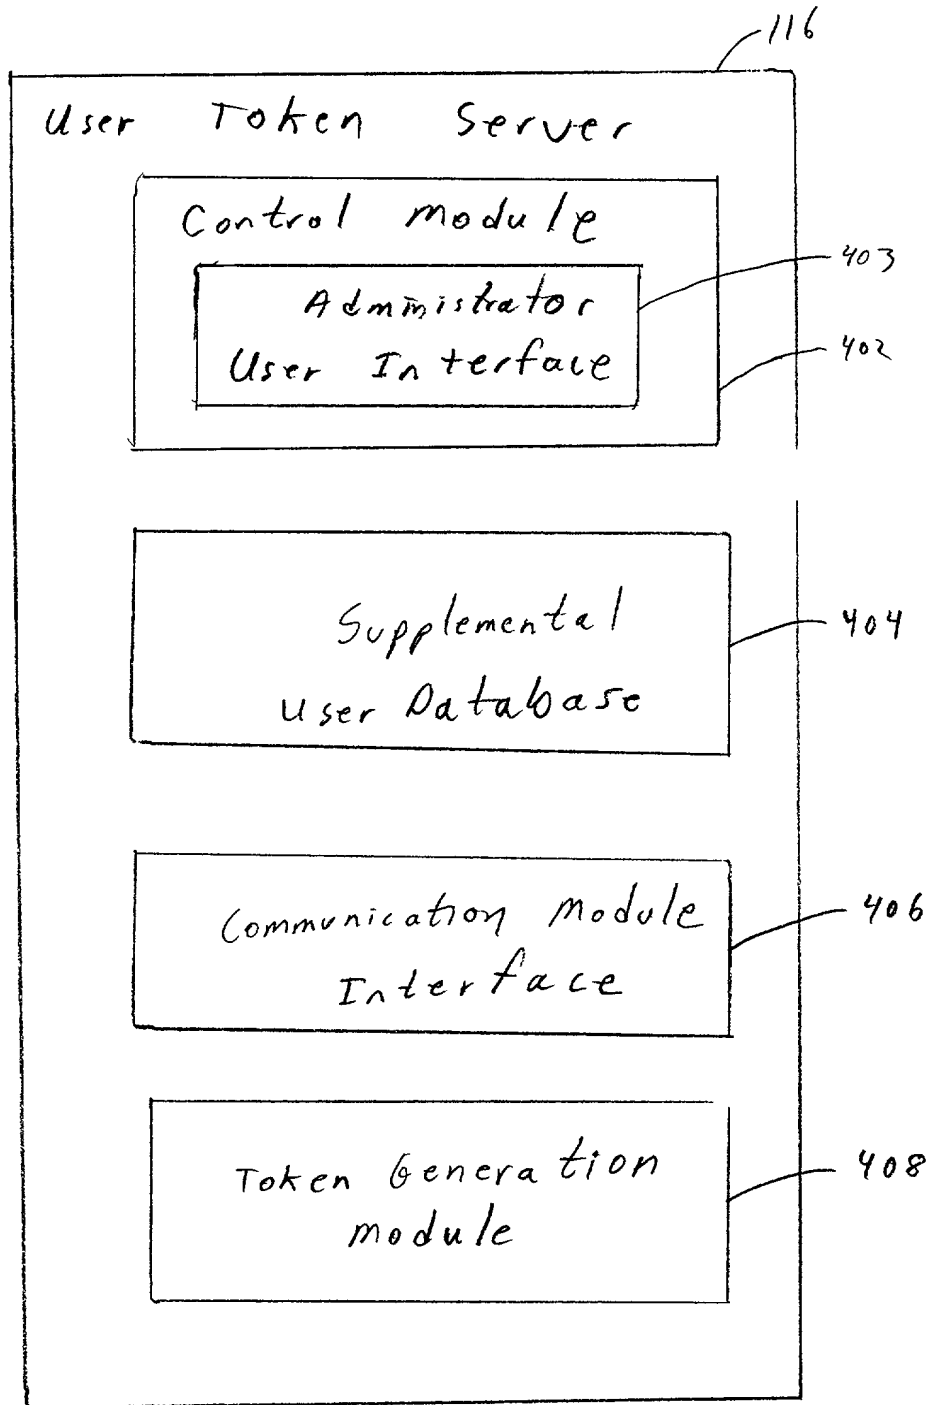 116
User Token Server
Control Module
403
Administrator
User Interface
402
Supplemental
404
User Database
Communication Module
406
Interface
Token Generation
408
Module